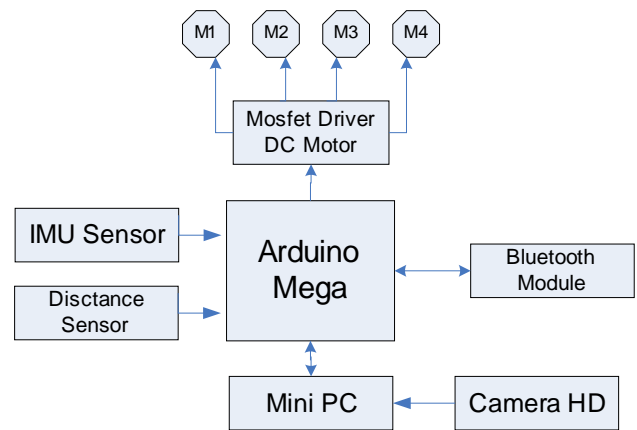 M1
M2
M3
M4
Mosfet Driver
DC Motor
IMU Sensor
Arduino
Mega
Bluetooth
Module
Disctance
Sensor
Mini PC
Camera HD